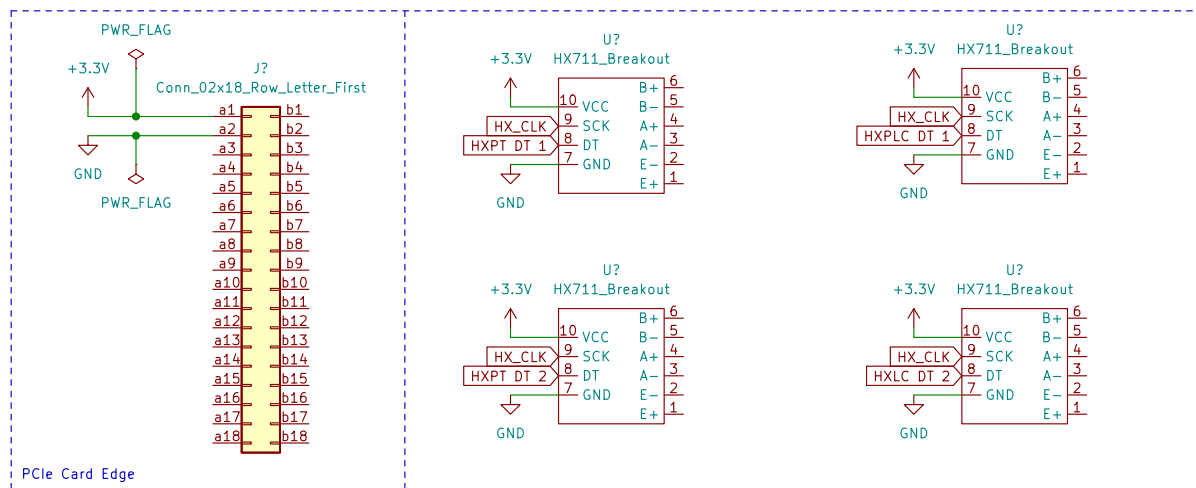 PWR_FLAG
+3.3V
J?
Conn_02x18_Row_Letter_First
a1 b1
a2 b2
a3 b3
a4 b4
a5 b5
a6 b6
a7 b7
a8 b8
a9 b9
a10 b10
a11 b11
a12 b12
a13 b13
a14 b14
a15 b15
a16 b16
a17 b17
a18 b18
GND
PWR_FLAG
PCIe Card Edge
U?
HX711_Breakout
+3.3V
10 VCC B+ 6
HX_CLK 9 SCK B- 5
HXPT DT 1 8 DT A+ 4
7 GND A- 3
E- 2
E+ 1
GND
U?
HX711_Breakout
+3.3V
10 VCC B+ 6
HX_CLK 9 SCK B- 5
HXPLC DT 1 8 DT A+ 4
7 GND A- 3
E- 2
E+ 1
GND
U?
HX711_Breakout
+3.3V
10 VCC B+ 6
HX_CLK 9 SCK B- 5
HXPT DT 2 8 DT A+ 4
7 GND A- 3
E- 2
E+ 1
GND
U?
HX711_Breakout
+3.3V
10 VCC B+ 6
HX_CLK 9 SCK B- 5
HXLC DT 2 8 DT A+ 4
7 GND A- 3
E- 2
E+ 1
GND